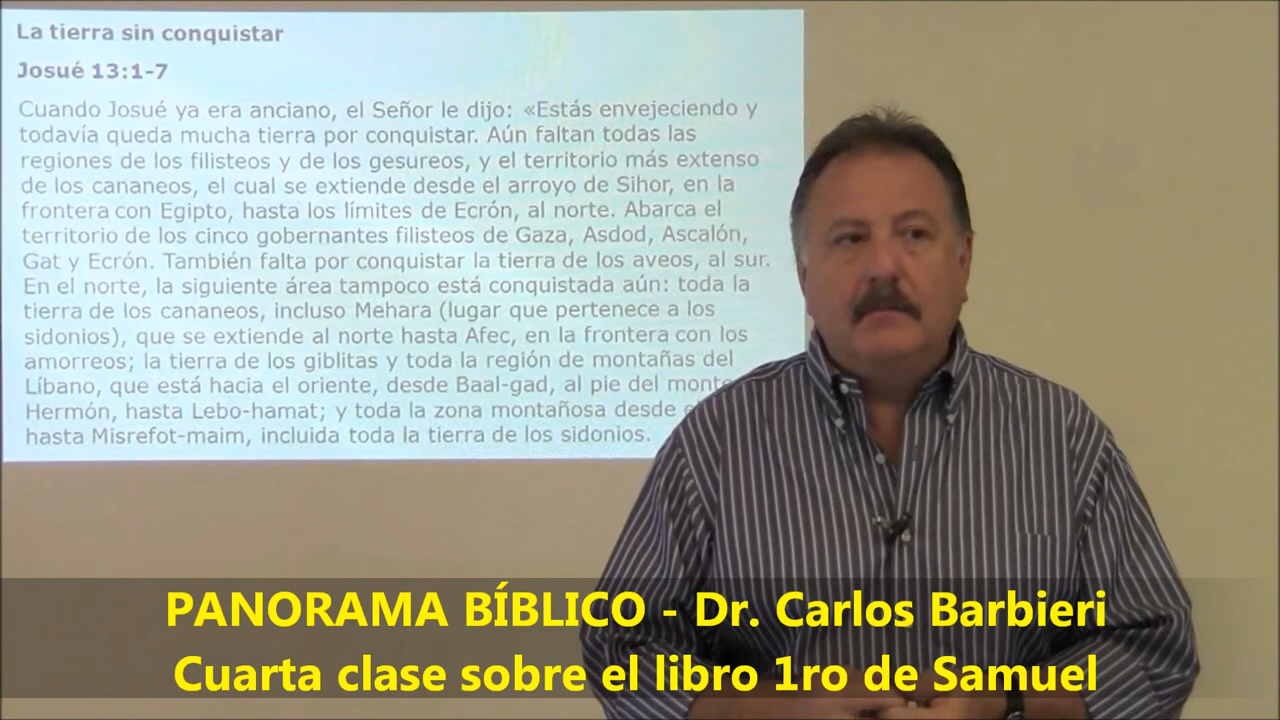 La tierra sin conquistar
Josué 13:1-7
Cuando Josué ya era anciano, el Señor le dijo: «Estás envejeciendo y
todavía queda mucha tierra por conquistar. Aún faltan todas las
regiones de los filisteos y de los gesureos, y el territorio más extenso
de los cananeos, el cual se extiende desde el arroyo de Sihor, en la
frontera con Egipto, hasta los límites de Ecrón, al norte. Abarca el
territorio de los cinco gobernantes filisteos de Gaza, Asdod, Ascalón,
Gat y Ecrón. También falta por conquistar la tierra de los aveos, al sur.
En el norte, la siguiente área tampoco está conquistada aún: toda la
tierra de los cananeos, incluso Mehara (lugar que pertenece a los
sidonios), que se extiende al norte hasta Afec, en la frontera con los
amorreos; la tierra de los giblitas y toda la región de montañas del
Líbano, que está hacia el oriente, desde Baal-gad, al pie del monte
Hermón, hasta Lebo-hamat; y toda la zona montañosa desde
hasta Misrefot-maim, incluida toda la tierra de los sidonios.
PANORAMA BÍBLICO - Dr. Carlos Barbieri
Cuarta clase sobre el libro 1ro de Samuel